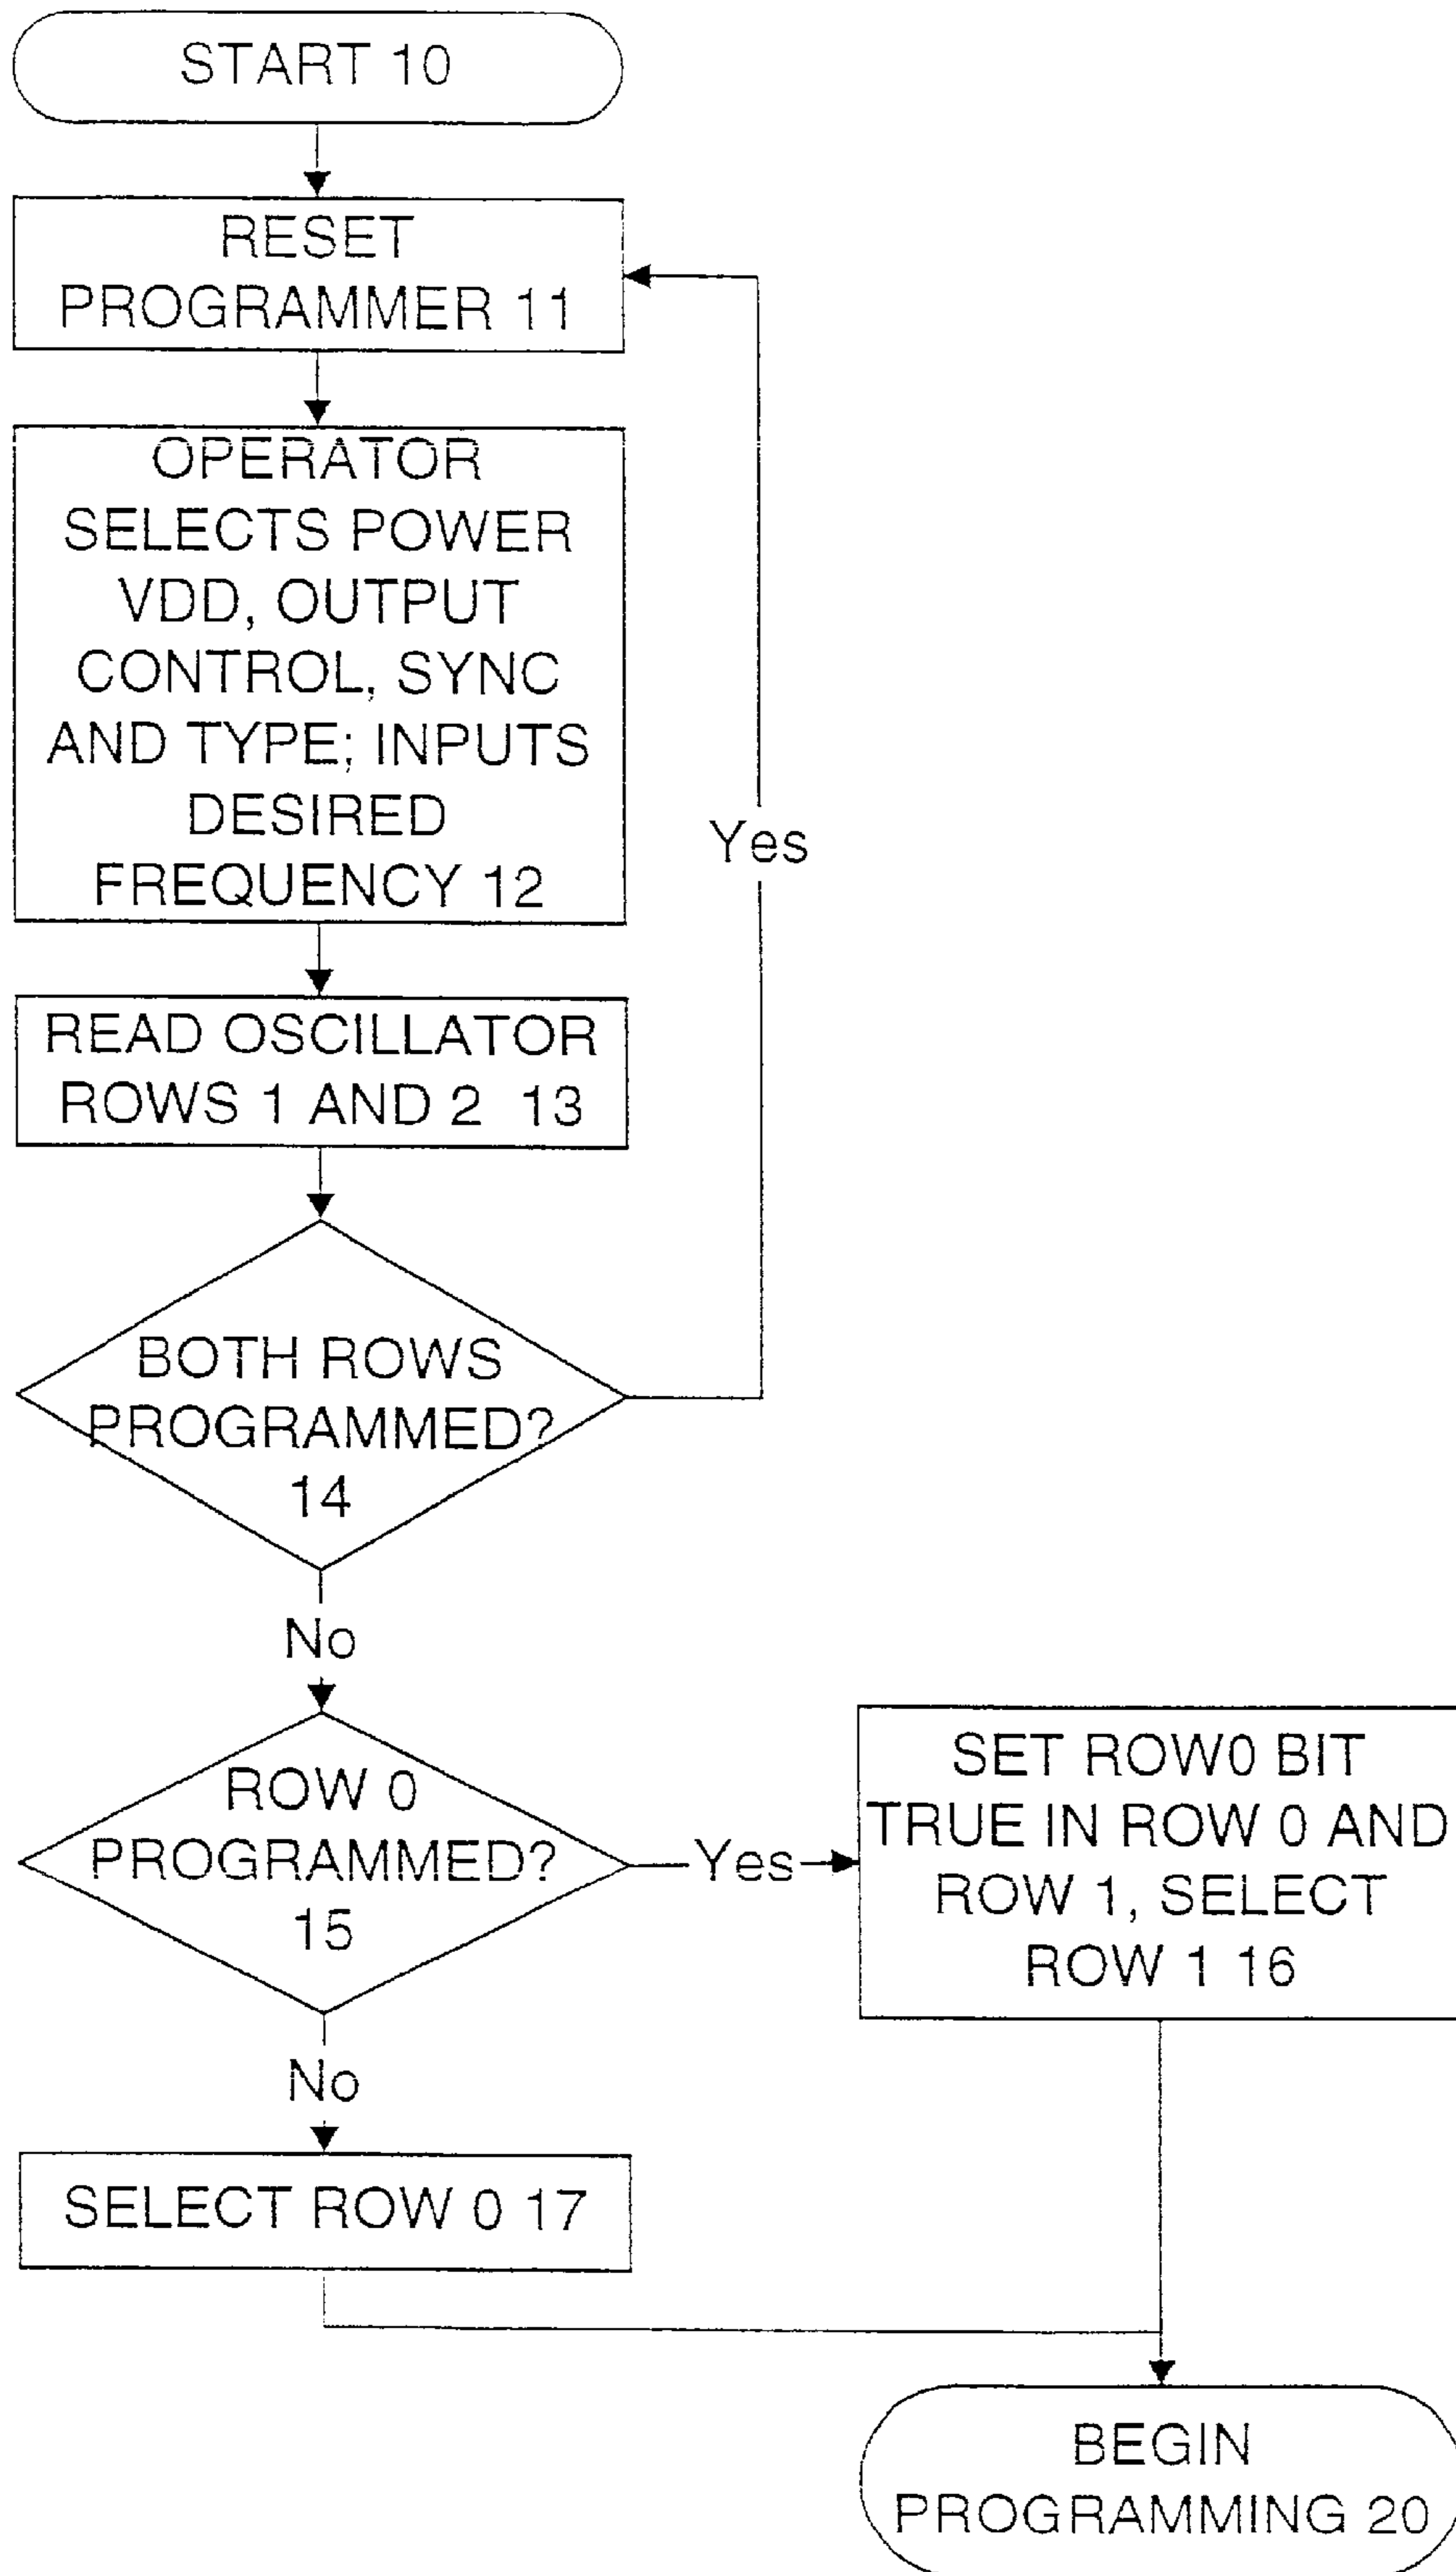 START 10
RESET
PROGRAMMER 11
OPERATOR
SELECTS POWER
VDD, OUTPUT
CONTROL, SYNC
AND TYPE; INPUTS
DESIRED
FREQUENCY 12
Yes
READ OSCILLATOR
ROWS 1 AND 2 13
BOTH ROWS
PROGRAMMED?
14
No
ROW 0
PROGRAMMED?
15
Yes
SET ROW0 BIT
TRUE IN ROW 0 AND
ROW 1, SELECT
ROW 1 16
No
SELECT ROW 0 17
BEGIN
PROGRAMMING 20